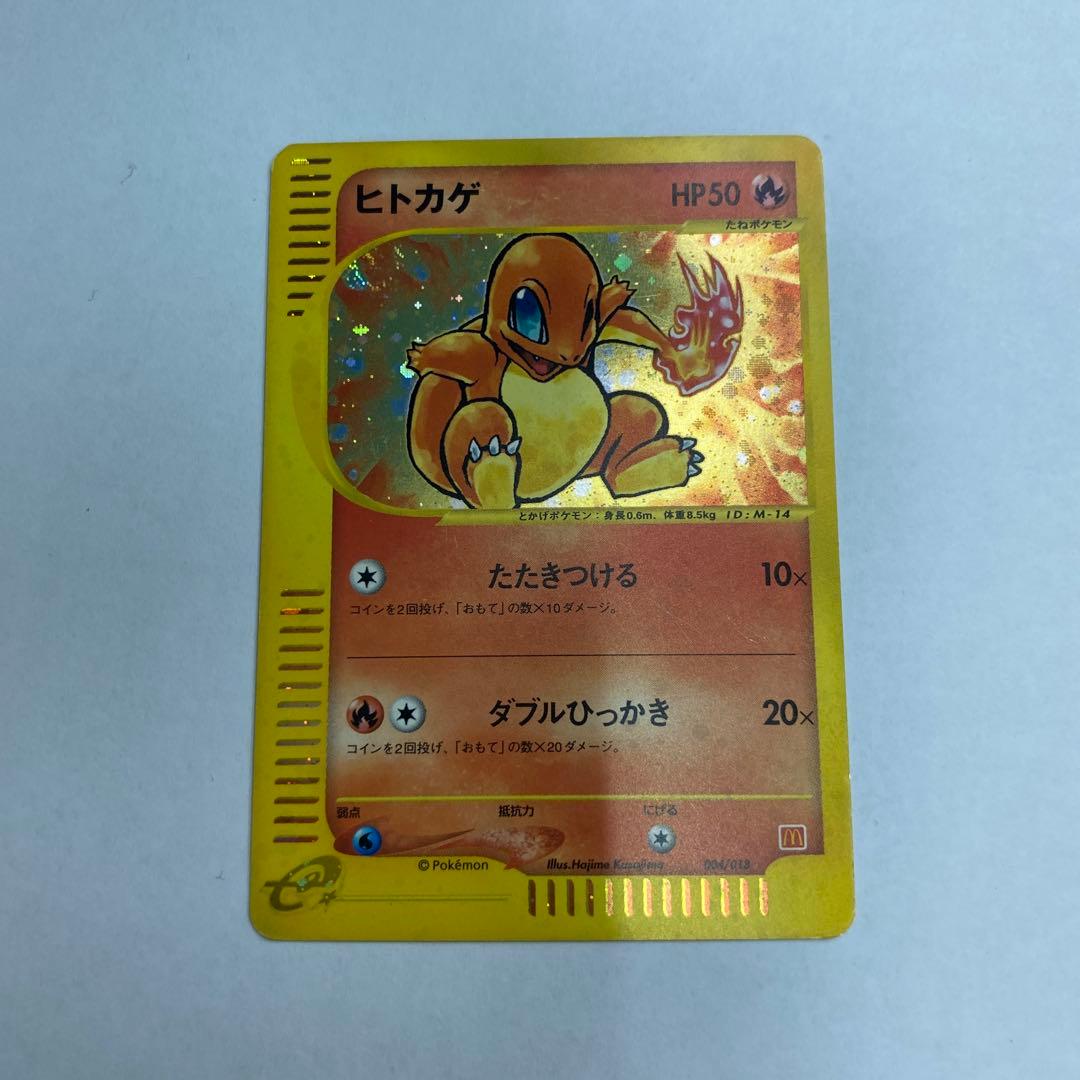 ヒトカゲ HP50
たねポケモン
とかげポケモン：身長0.6m、体重8.5kg ID:M-14
たたきつける 10×
コインを2回投げ、「おもて」の数×10ダメージ。
ダブルひっかき 20×
コインを2回投げ、「おもて」の数×20ダメージ。
弱点 抵抗力 にげる
©Pokémon Illus.Hajime Kusajima 004/018